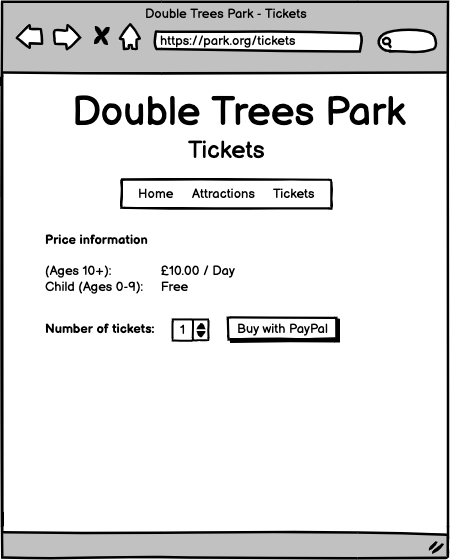 Double Trees Park - Tickets
https://park.org/tickets
Double Trees Park
Tickets
Home Attractions Tickets
Price information
(Ages 10+): £10.00 / Day
Child (Ages 0-9): Free
Number of tickets: 1 Buy with PayPal